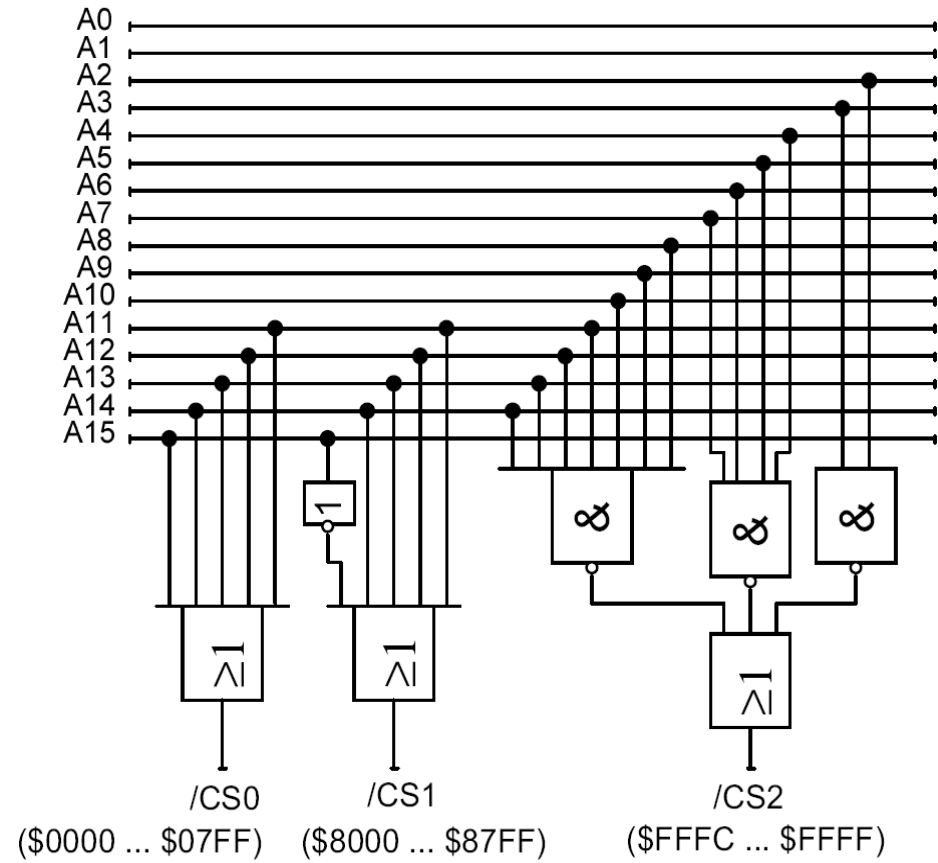 A0
A1
A2
A3
A4
A5
A6
A7
A8
A9
A10
A11
A12
A13
A14
A15
1
&
&
&
≥1
≥1
≥1
/CS0
/CS1
/CS2
($0000 ... $07FF)
($8000 ... $87FF)
($FFFC ... $FFFF)